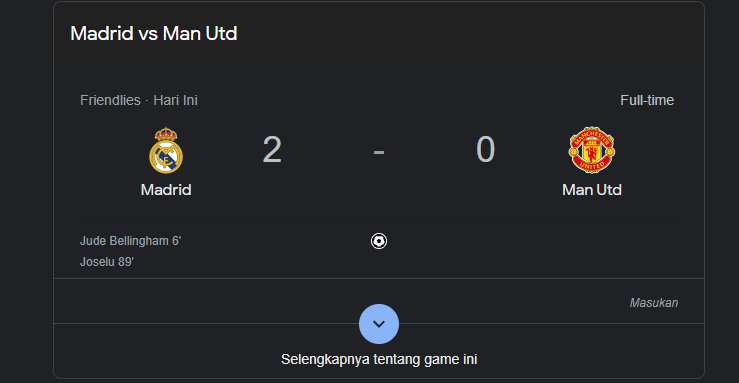 Madrid vs Man Utd
Friendlies · Hari Ini
Full-time
2 - 0
Madrid
Man Utd
Jude Bellingham 6'
Joselu 89'
Masukan
Selengkapnya tentang game ini